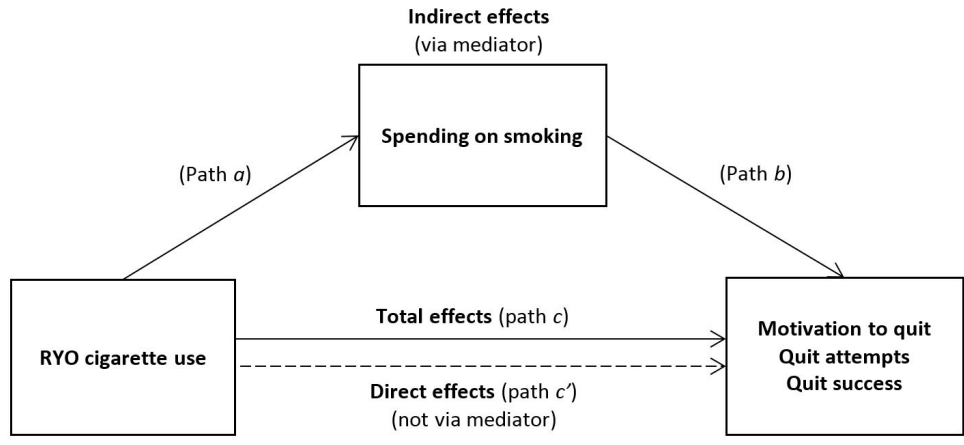 Indirect effects
(via mediator)
Spending on smoking
(Path a)
(Path b)
RYO cigarette use
Total effects (path c)
Direct effects (path c’)
(not via mediator)
Motivation to quit
Quit attempts
Quit success